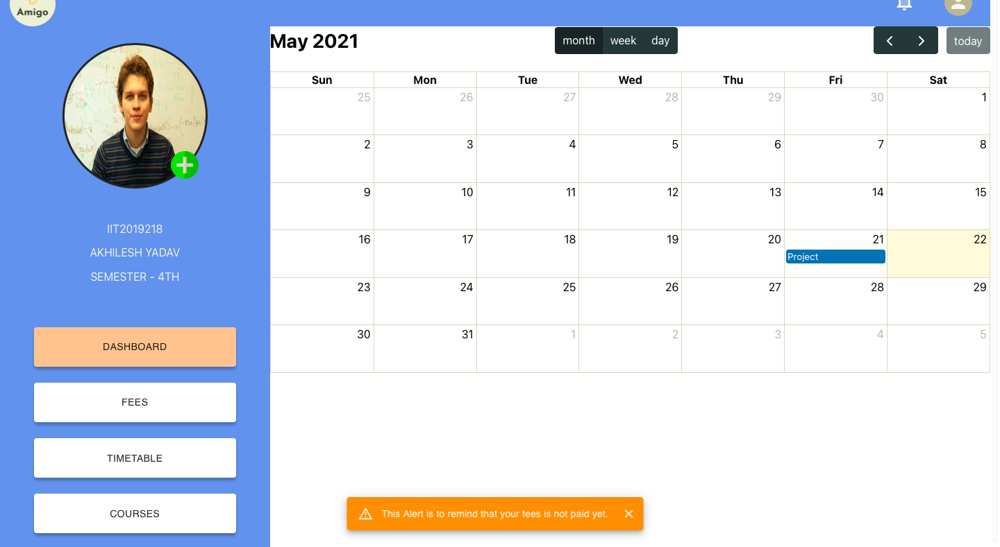 Amigo
IIT2019218
AKHILESH YADAV
SEMESTER - 4TH
DASHBOARD
FEES
TIMETABLE
COURSES
May 2021
month week day
today
Sun Mon Tue Wed Thu Fri Sat
25 26 27 28 29 30 1
2 3 4 5 6 7 8
9 10 11 12 13 14 15
16 17 18 19 20 21 22
Project
23 24 25 26 27 28 29
30 31 1 2 3 4 5
This Alert is to remind that your fees is not paid yet.